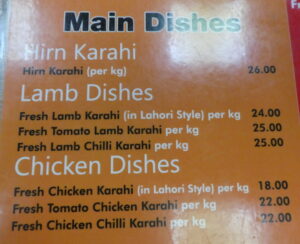 Main Dishes
Hirn Karahi
Hirn Karahi (per kg) 26.00
Lamb Dishes
Fresh Lamb Karahi (in Lahori Style) per kg 24.00
Fresh Tomato Lamb Karahi per kg 25.00
Fresh Lamb Chilli Karahi per kg 25.00
Chicken Dishes
Fresh Chicken Karahi (in Lahori Style) per kg 18.00
Fresh Tomato Chicken Karahi per kg 22.00
Fresh Chicken Chilli Karahi per kg 22.00